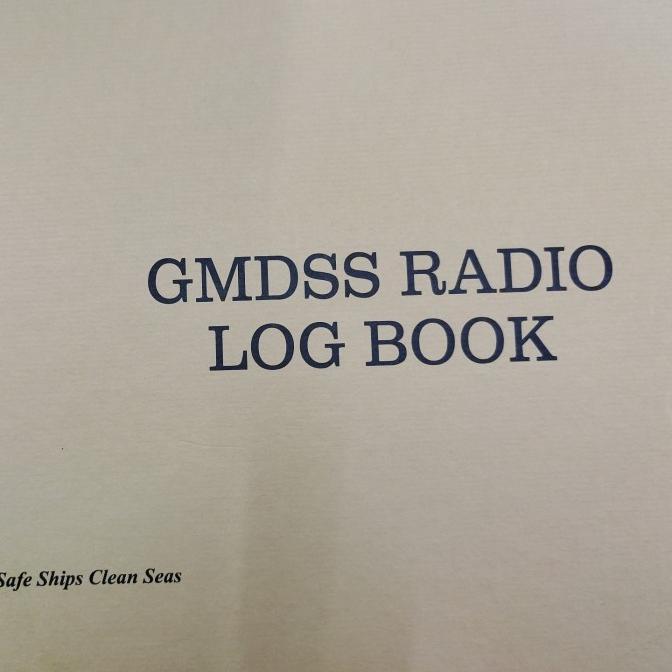 GMDSS RADIO
LOG BOOK
Safe Ships Clean Seas